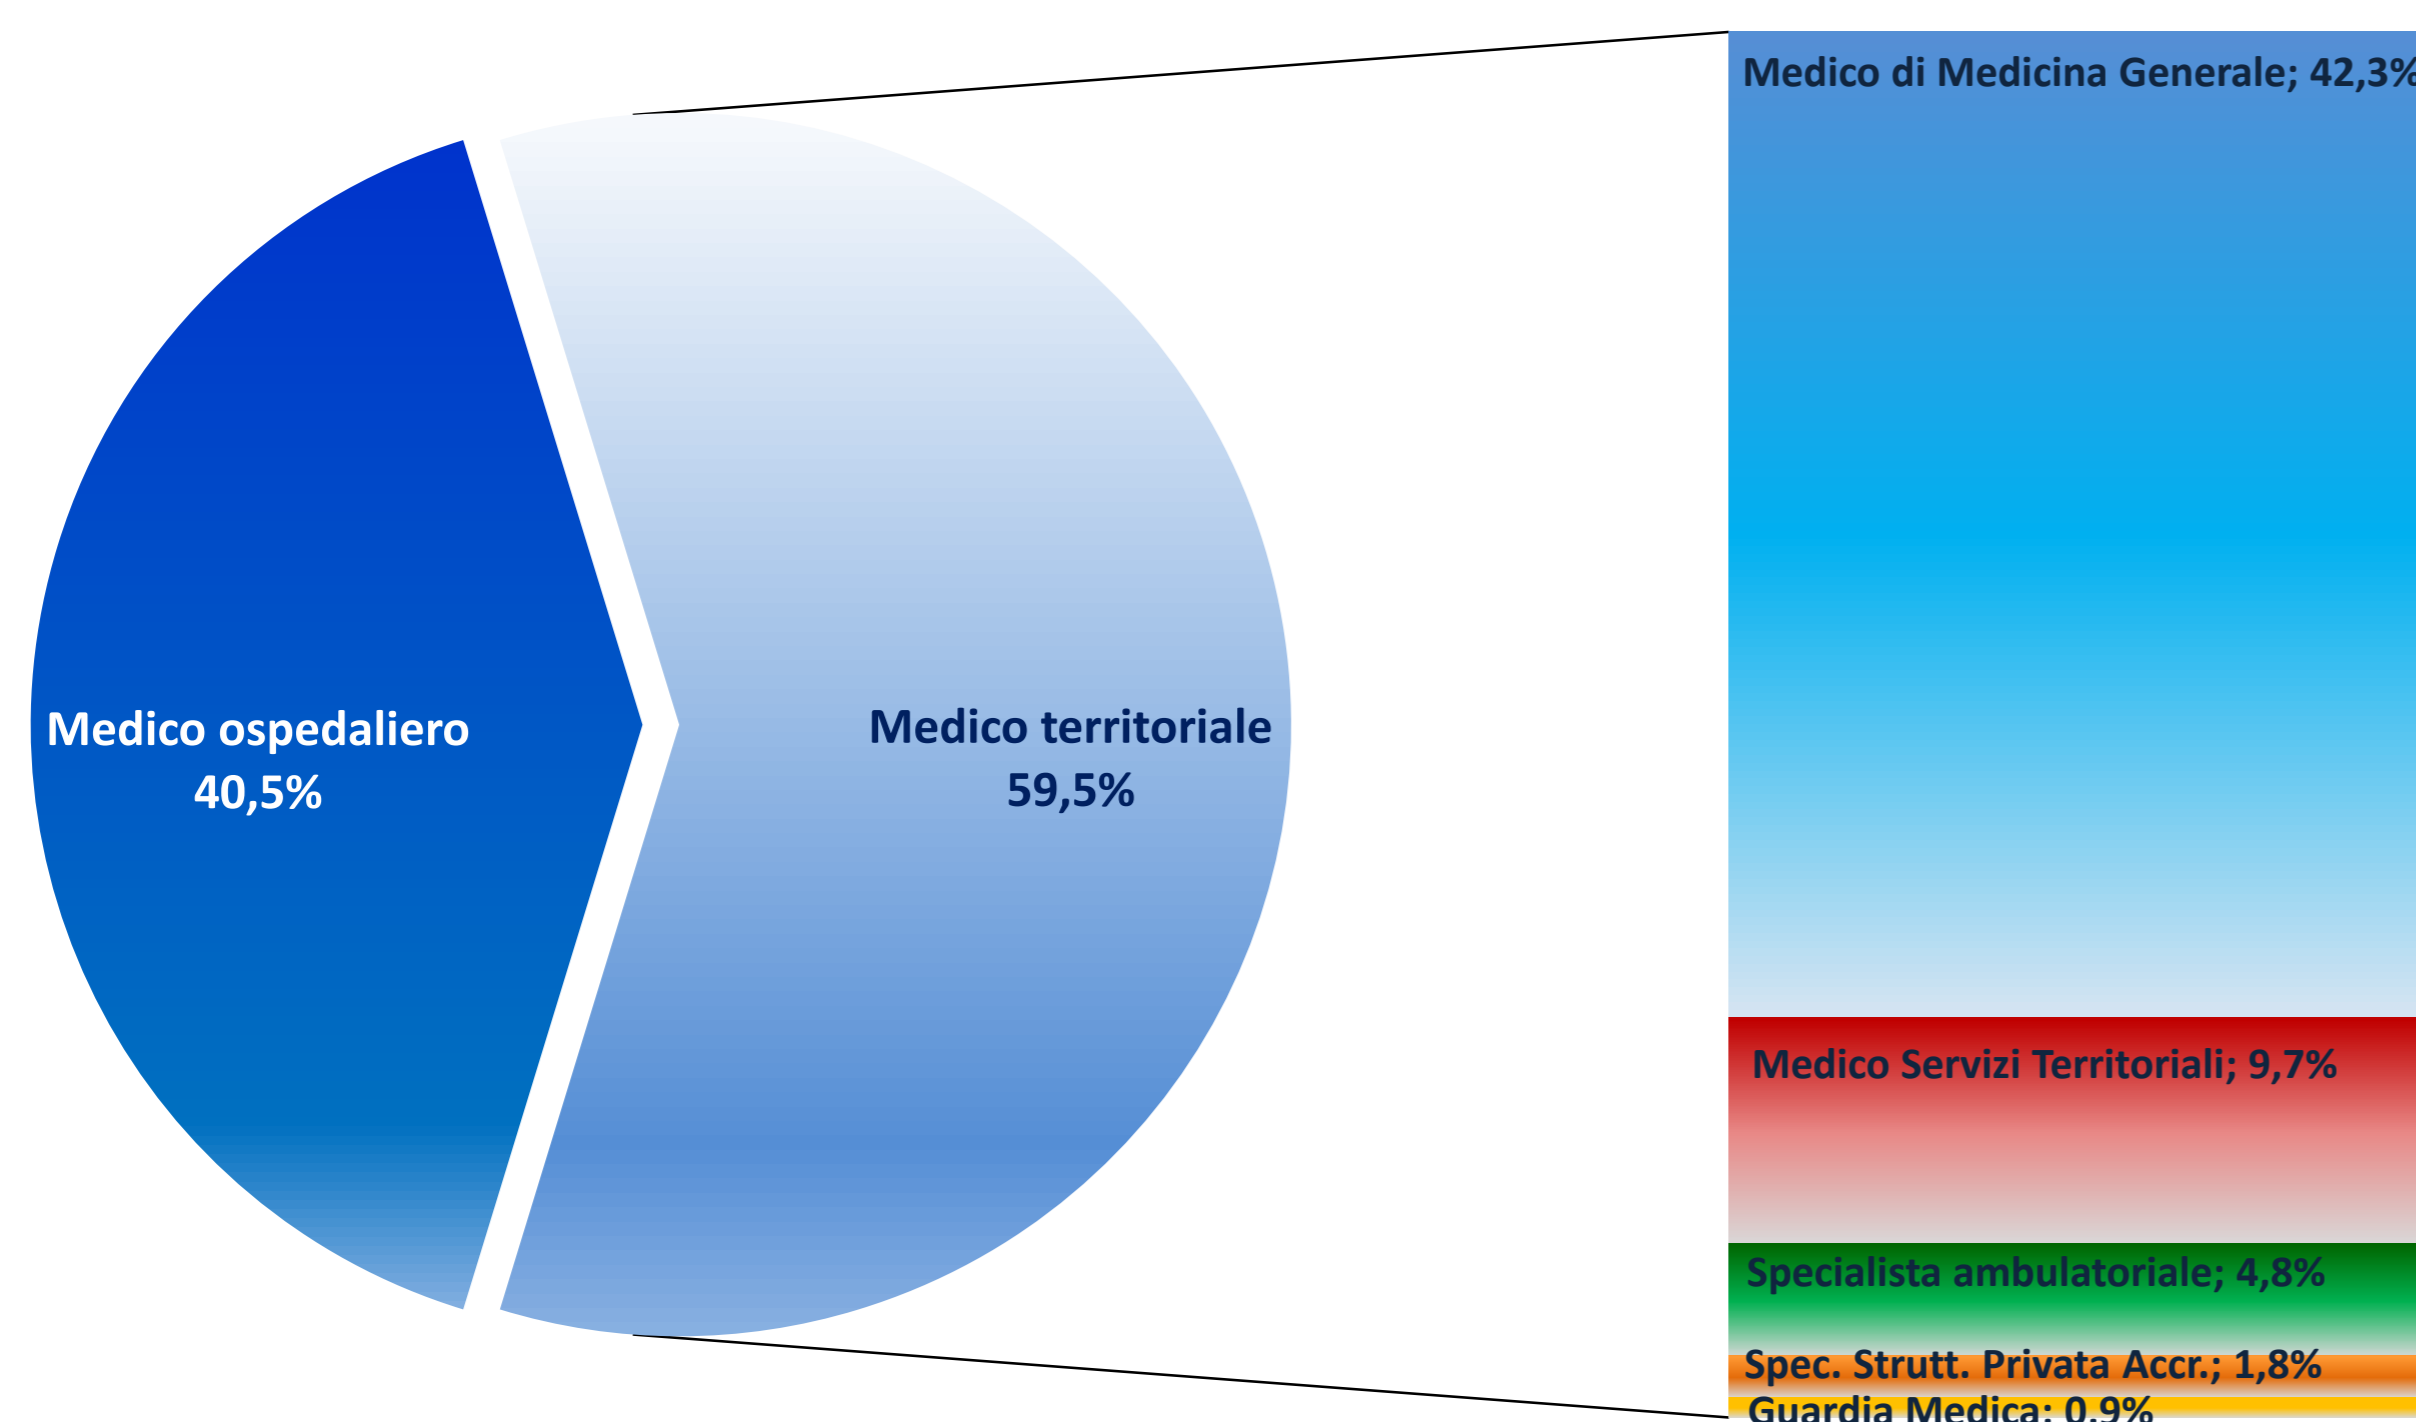 Medico di Medicina Generale; 42,3%
Medico ospedaliero
40,5%
Medico territoriale
59,5%
Medico Servizi Territoriali; 9,7%
Specialista ambulatoriale; 4,8%
Spec. Strutt. Privata Accr.; 1,8%
Guardia Medica; 0,9%